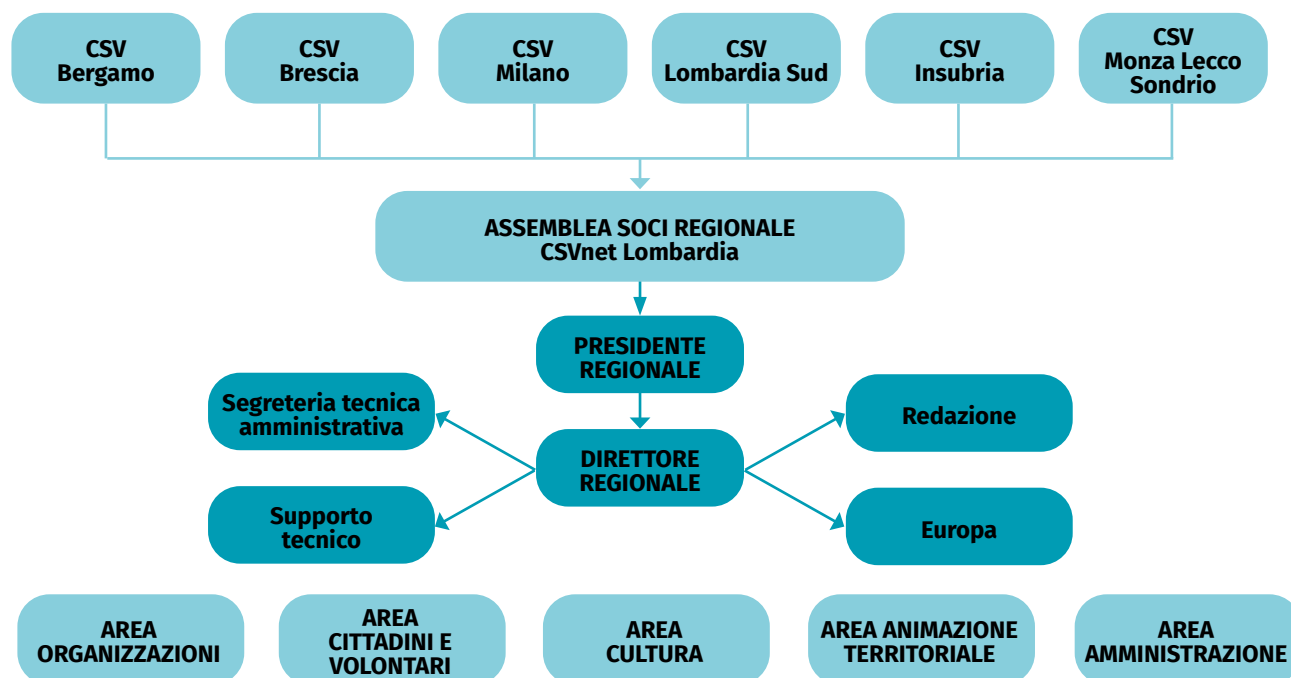 CSV
Bergamo
CSV
Brescia
CSV
Milano
CSV
Lombardia Sud
CSV
Insubria
CSV
Monza Lecco
Sondrio
ASSEMBLEA SOCI REGIONALE
CSVnet Lombardia
PRESIDENTE
REGIONALE
Segreteria tecnica
amministrativa
Redazione
DIRETTORE
REGIONALE
Supporto
tecnico
Europa
AREA
ORGANIZZAZIONI
AREA
CITTADINI E
VOLONTARI
AREA
CULTURA
AREA ANIMAZIONE
TERRITORIALE
AREA
AMMINISTRAZIONE